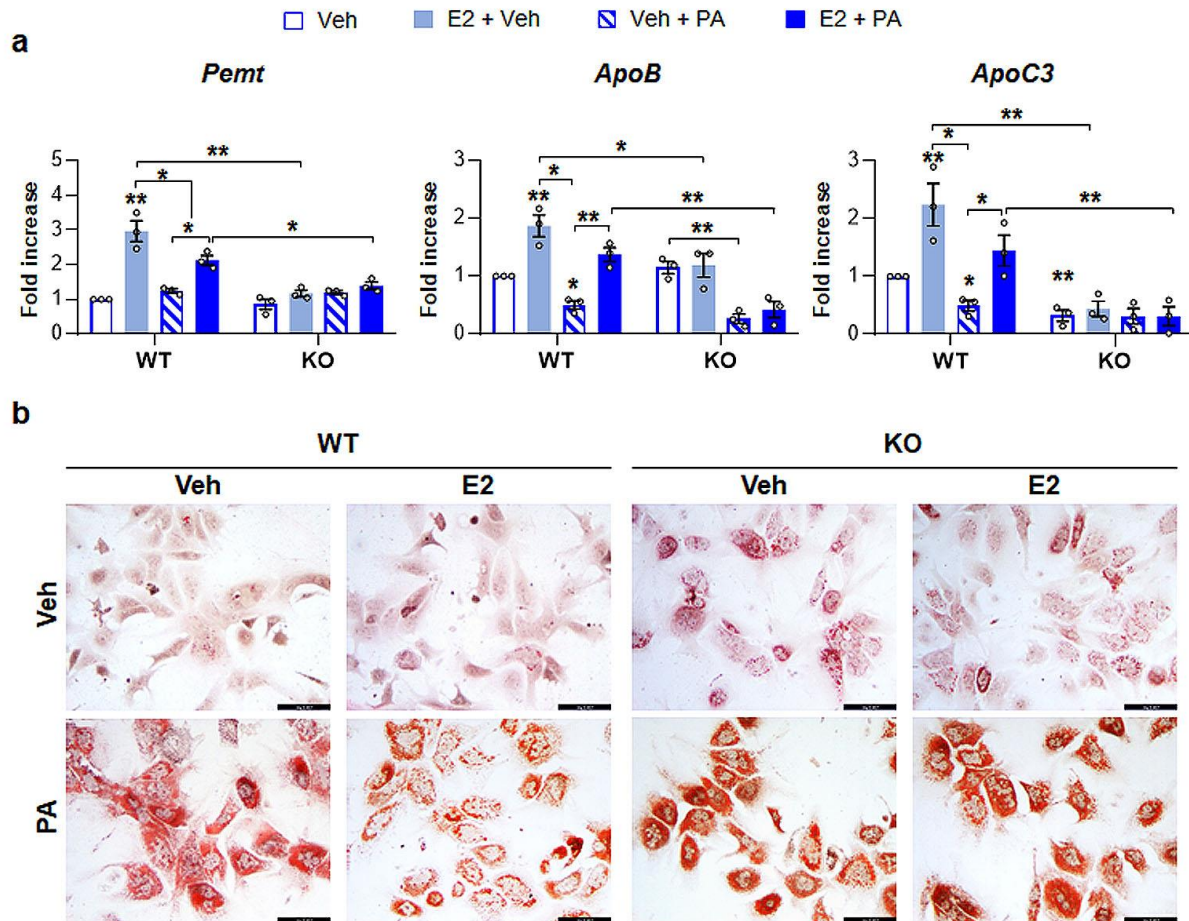 Veh E2 + Veh Veh + PA E2 + PA
a
Pemt ApoB ApoC3
Fold increase
5
4
3
2
1
0
**
*
**
*
*
WT KO
Fold increase
3
2
1
0
*
*
**
**
**
**
*
WT KO
Fold increase
3
2
1
0
**
*
**
*
**
*
**
WT KO
b
WT KO
Veh E2 Veh E2
Veh
PA